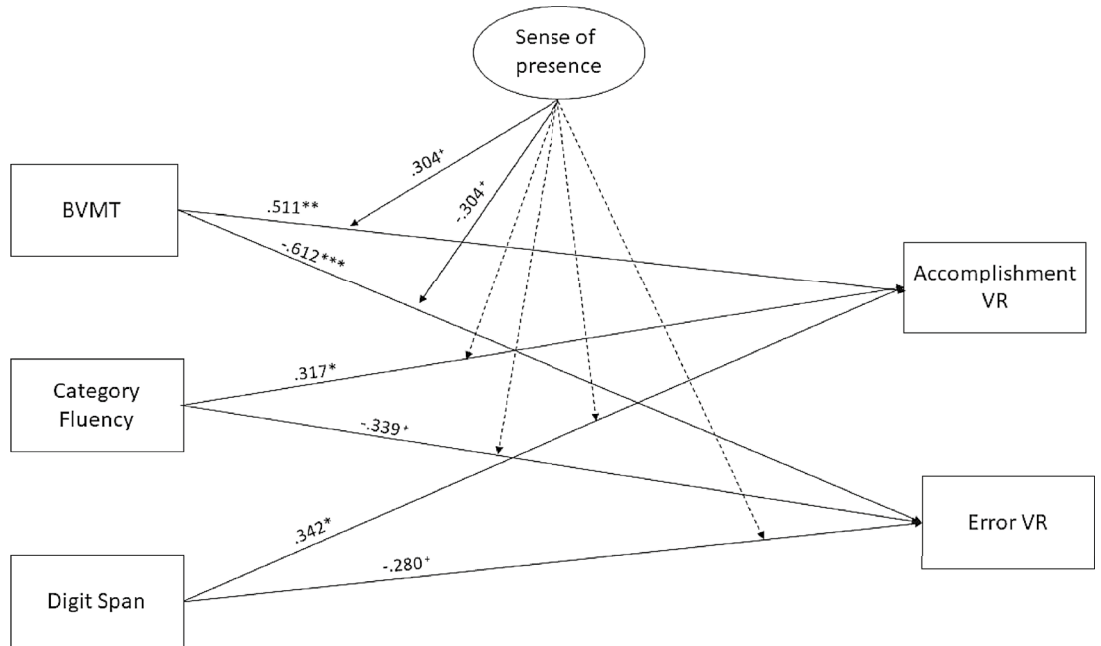 Sense of
presence
.304⁺
-.304⁺
BVMT
.511**
-.612***
Accomplishment
VR
Category
Fluency
.317*
-.339⁺
Error VR
.342*
-.280⁺
Digit Span